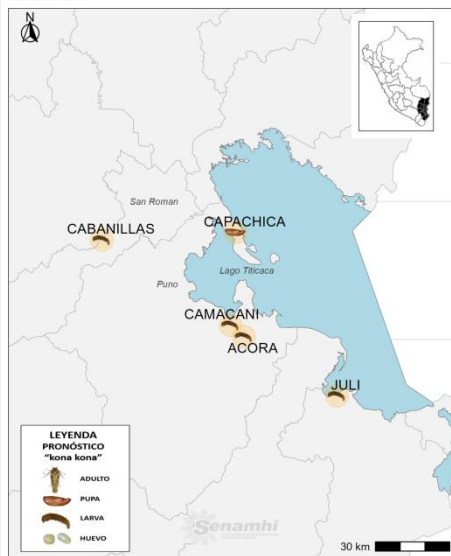 N
San Roman
CABANILLAS
CAPACHICA
Lago Titicaca
Puno
CAMACANI
ACORA
JULI
LEYENDA
PRONÓSTICO
"kona kona"
ADULTO
PUPA
LARVA
HUEVO
Senamhi
30 km